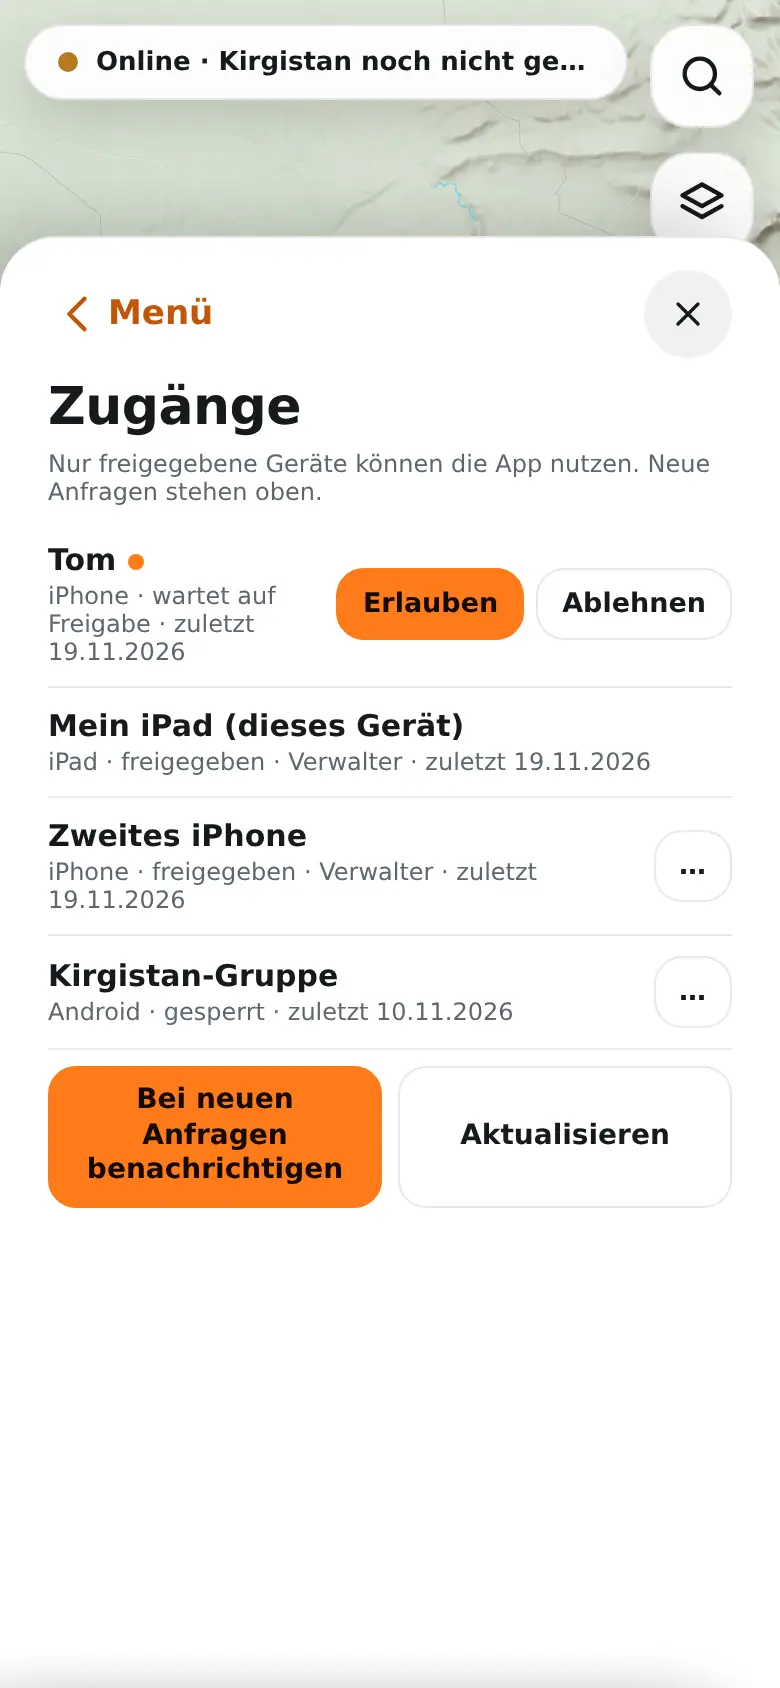 Online · Kirgistan noch nicht ge…
Menü
Zugänge
Nur freigegebene Geräte können die App nutzen. Neue
Anfragen stehen oben.
Tom
iPhone · wartet auf
Freigabe · zuletzt
19.11.2026
Erlauben
Ablehnen
Mein iPad (dieses Gerät)
iPad · freigegeben · Verwalter · zuletzt 19.11.2026
Zweites iPhone
iPhone · freigegeben · Verwalter · zuletzt
19.11.2026
…
Kirgistan-Gruppe
Android · gesperrt · zuletzt 10.11.2026
…
Bei neuen
Anfragen
benachrichtigen
Aktualisieren